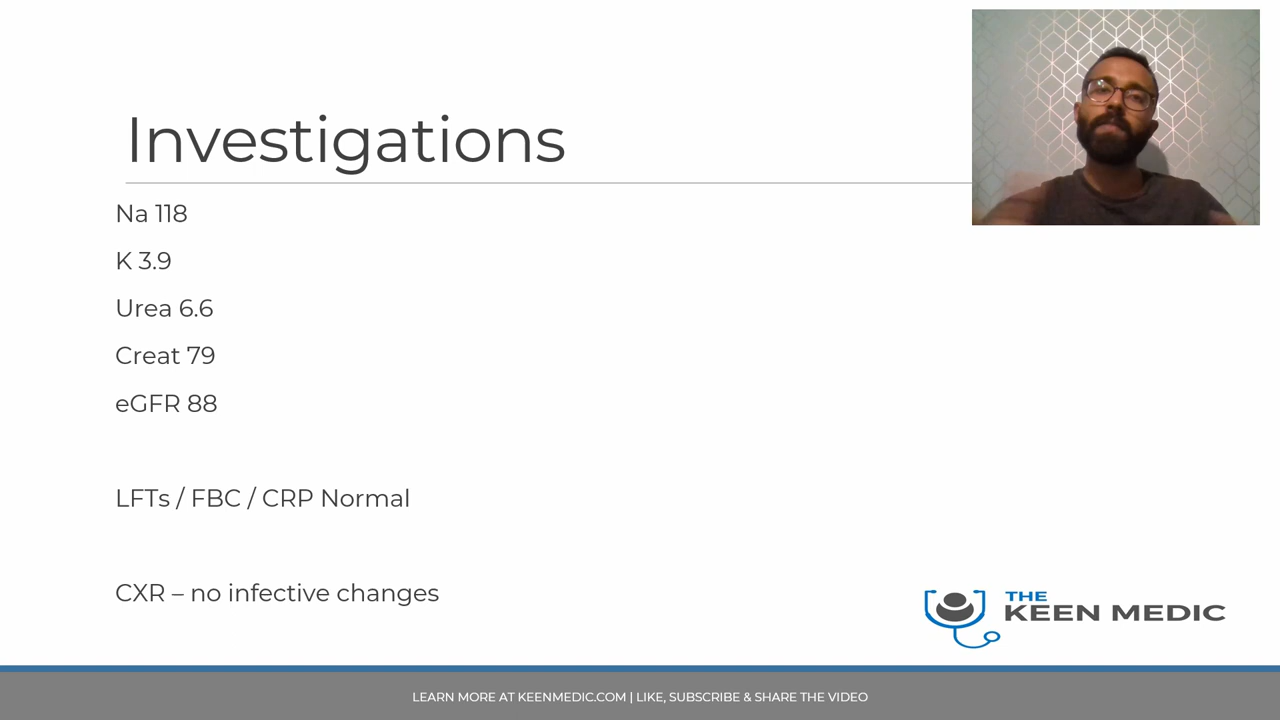 Investigations
Na 118
K 3.9
Urea 6.6
Creat 79
eGFR 88
LFTs / FBC / CRP Normal
CXR – no infective changes
THE
KEEN MEDIC
LEARN MORE AT KEENMEDIC.COM | LIKE, SUBSCRIBE & SHARE THE VIDEO